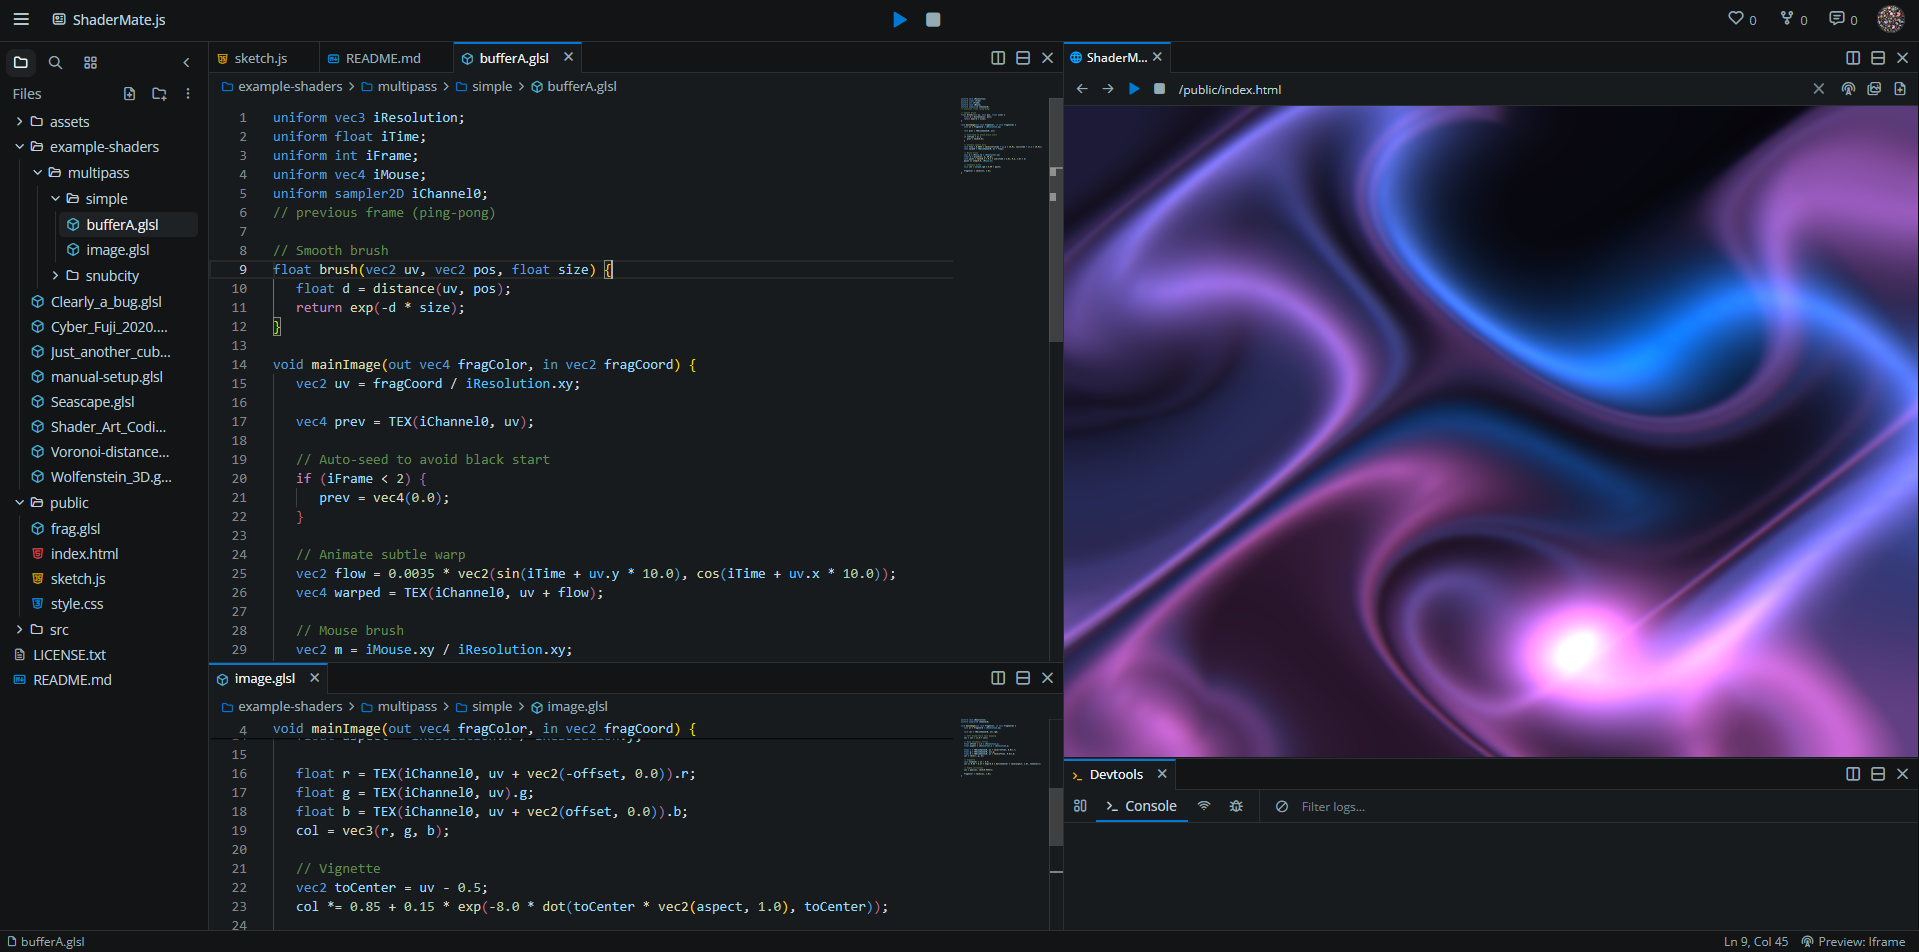 ShaderMate.js
0 0 0
Files
assets
example-shaders
multipass
simple
bufferA.glsl
image.glsl
snubcity
Clearly_a_bug.glsl
Cyber_Fuji_2020....
Just_another_cub...
manual-setup.glsl
Seascape.glsl
Shader_Art_Codi...
Voronoi-distance...
Wolfenstein_3D.g...
public
frag.glsl
index.html
sketch.js
style.css
src
LICENSE.txt
README.md
sketch.js README.md bufferA.glsl
example-shaders > multipass > simple > bufferA.glsl
1 uniform vec3 iResolution;
2 uniform float iTime;
3 uniform int iFrame;
4 uniform vec4 iMouse;
5 uniform sampler2D iChannel0;
6 // previous frame (ping-pong)
7
8 // Smooth brush
9 float brush(vec2 uv, vec2 pos, float size) {
10 float d = distance(uv, pos);
11 return exp(-d * size);
12 }
13
14 void mainImage(out vec4 fragColor, in vec2 fragCoord) {
15 vec2 uv = fragCoord / iResolution.xy;
16
17 vec4 prev = TEX(iChannel0, uv);
18
19 // Auto-seed to avoid black start
20 if (iFrame < 2) {
21 prev = vec4(0.0);
22 }
23
24 // Animate subtle warp
25 vec2 flow = 0.0035 * vec2(sin(iTime + uv.y * 10.0), cos(iTime + uv.x * 10.0));
26 vec4 warped = TEX(iChannel0, uv + flow);
27
28 // Mouse brush
29 vec2 m = iMouse.xy / iResolution.xy;
image.glsl
example-shaders > multipass > simple > image.glsl
4 void mainImage(out vec4 fragColor, in vec2 fragCoord) {
15
16 float r = TEX(iChannel0, uv + vec2(-offset, 0.0)).r;
17 float g = TEX(iChannel0, uv).g;
18 float b = TEX(iChannel0, uv + vec2(offset, 0.0)).b;
19 col = vec3(r, g, b);
20
21 // Vignette
22 vec2 toCenter = uv - 0.5;
23 col *= 0.85 + 0.15 * exp(-8.0 * dot(toCenter * vec2(aspect, 1.0), toCenter));
24
ShaderM...
/public/index.html
Devtools
Console Filter logs...
bufferA.glsl
Ln 9, Col 45 Preview: Iframe